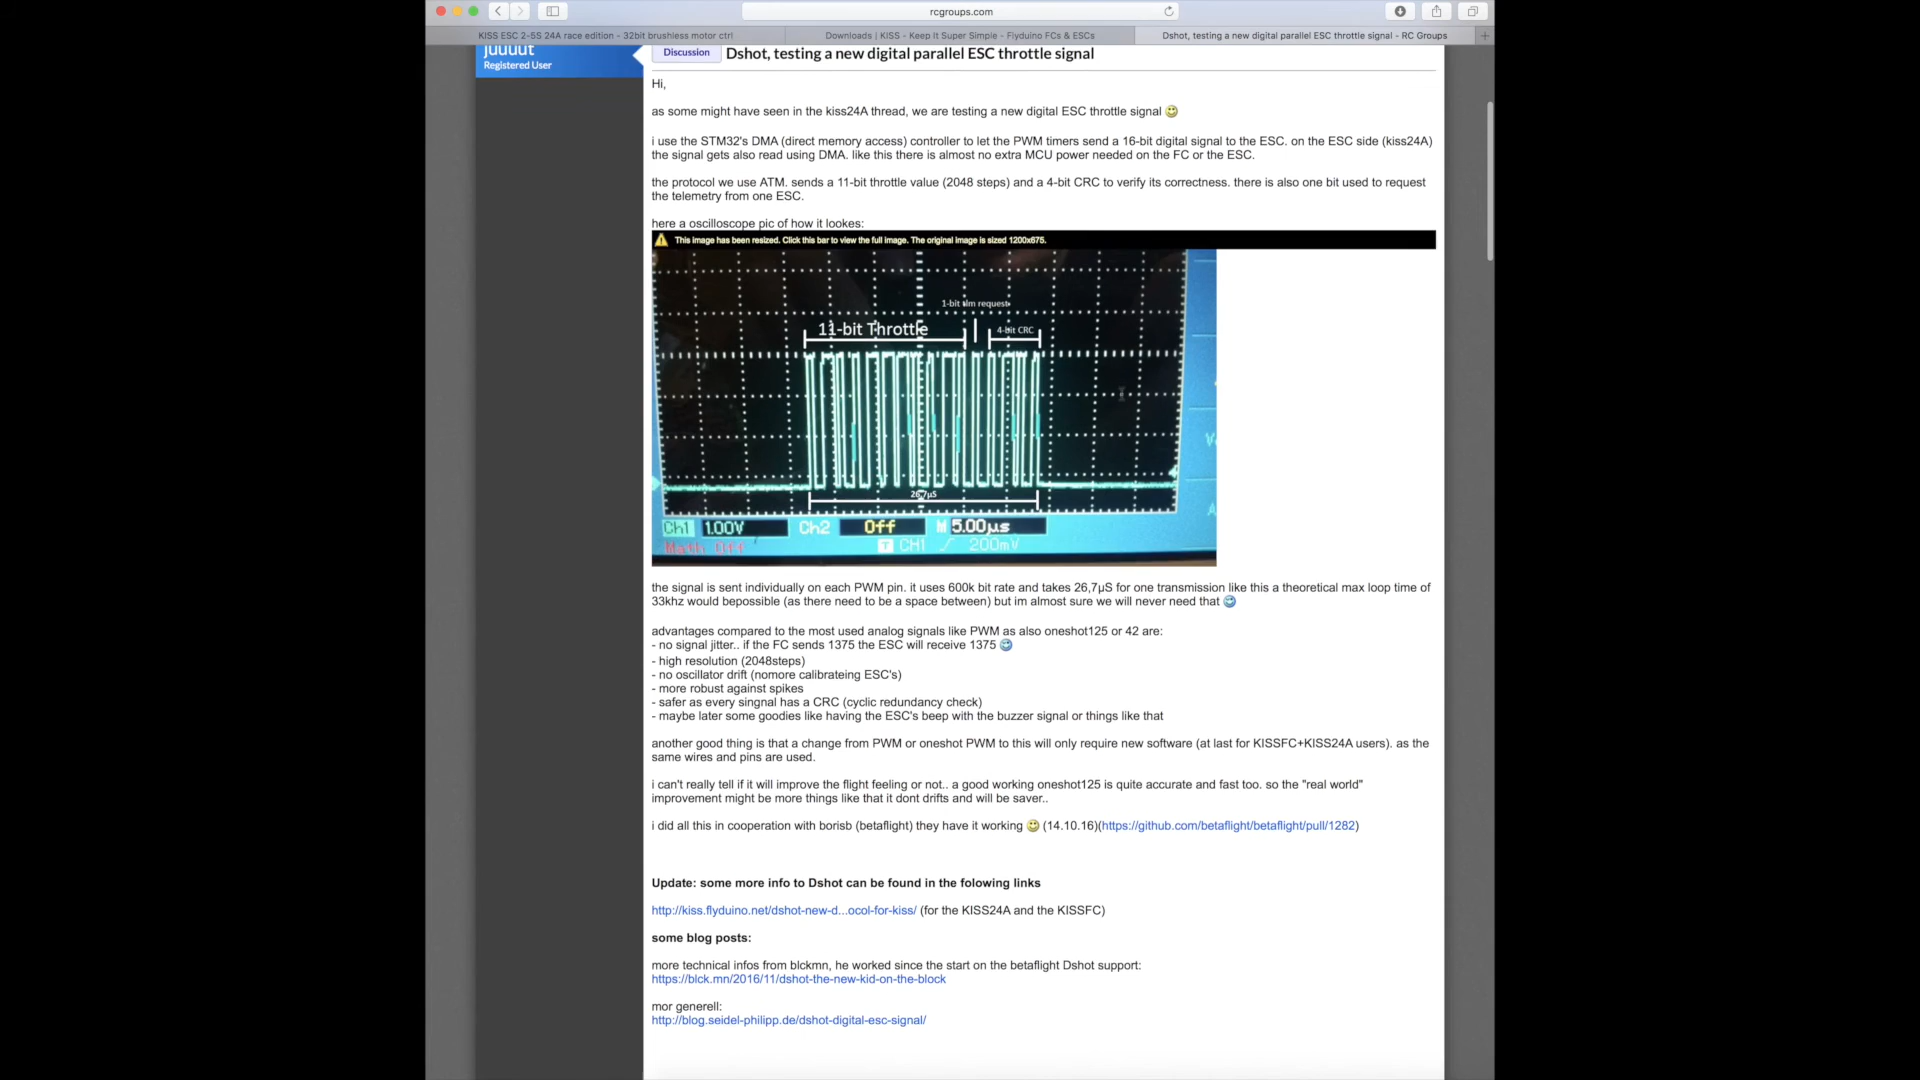 rcgroups.com
KISS ESC 2-5S 24A race edition - 32bit brushless motor ctrl
Downloads | KISS - Keep It Super Simple - Flyduino FCs & ESCs
Dshot, testing a new digital parallel ESC throttle signal - RC Groups
juuuut
Registered User
Discussion
Dshot, testing a new digital parallel ESC throttle signal
Hi,
as some might have seen in the kiss24A thread, we are testing a new digital ESC throttle signal
i use the STM32's DMA (direct memory access) controller to let the PWM timers send a 16-bit digital signal to the ESC. on the ESC side (kiss24A)
the signal gets also read using DMA. like this there is almost no extra MCU power needed on the FC or the ESC.
the protocol we use ATM. sends a 11-bit throttle value (2048 steps) and a 4-bit CRC to verify its correctness. there is also one bit used to request
the telemetry from one ESC.
here a oscilloscope pic of how it lookes:
This image has been resized. Click this bar to view the full image. The original image is sized 1200x675.
1-bit tlm request
11-bit Throttle
4-bit CRC
26,7µS
Ch1 1.00V Ch2 Off M 5.00µs
Math Off T CH1 200mV
the signal is sent individually on each PWM pin. it uses 600k bit rate and takes 26,7µS for one transmission like this a theoretical max loop time of
33khz would bepossible (as there need to be a space between) but im almost sure we will never need that
advantages compared to the most used analog signals like PWM as also oneshot125 or 42 are:
- no signal jitter.. if the FC sends 1375 the ESC will receive 1375
- high resolution (2048steps)
- no oscillator drift (nomore calibrateing ESC's)
- more robust against spikes
- safer as every singnal has a CRC (cyclic redundancy check)
- maybe later some goodies like having the ESC's beep with the buzzer signal or things like that
another good thing is that a change from PWM or oneshot PWM to this will only require new software (at last for KISSFC+KISS24A users). as the
same wires and pins are used.
i can't really tell if it will improve the flight feeling or not.. a good working oneshot125 is quite accurate and fast too. so the "real world"
improvement might be more things like that it dont drifts and will be saver..
i did all this in cooperation with borisb (betaflight) they have it working (14.10.16)(https://github.com/betaflight/betaflight/pull/1282)
Update: some more info to Dshot can be found in the folowing links
http://kiss.flyduino.net/dshot-new-d...ocol-for-kiss/ (for the KISS24A and the KISSFC)
some blog posts:
more technical infos from blckmn, he worked since the start on the betaflight Dshot support:
https://blck.mn/2016/11/dshot-the-new-kid-on-the-block
mor generell:
http://blog.seidel-philipp.de/dshot-digital-esc-signal/